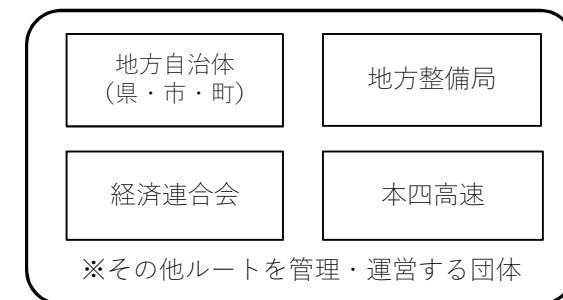 地方自治体
(県・市・町)
地方整備局
経済連合会
本四高速
※その他ルートを管理・運営する団体